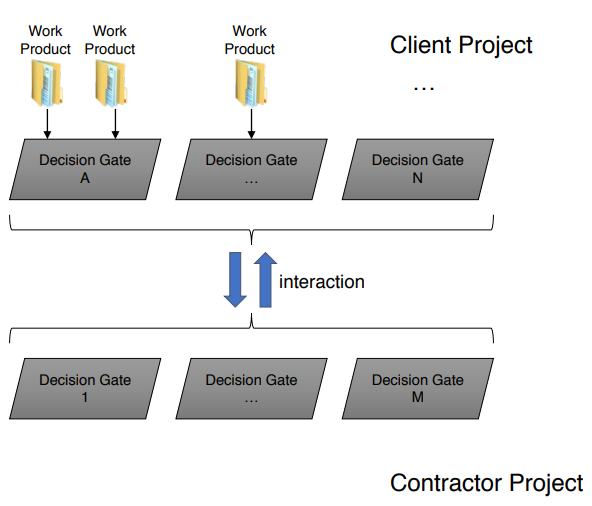 Work
Product
Work
Product
Work
Product
Client Project
…
Decision Gate
A
Decision Gate
…
Decision Gate
N
interaction
Decision Gate
1
Decision Gate
…
Decision Gate
M
Contractor Project